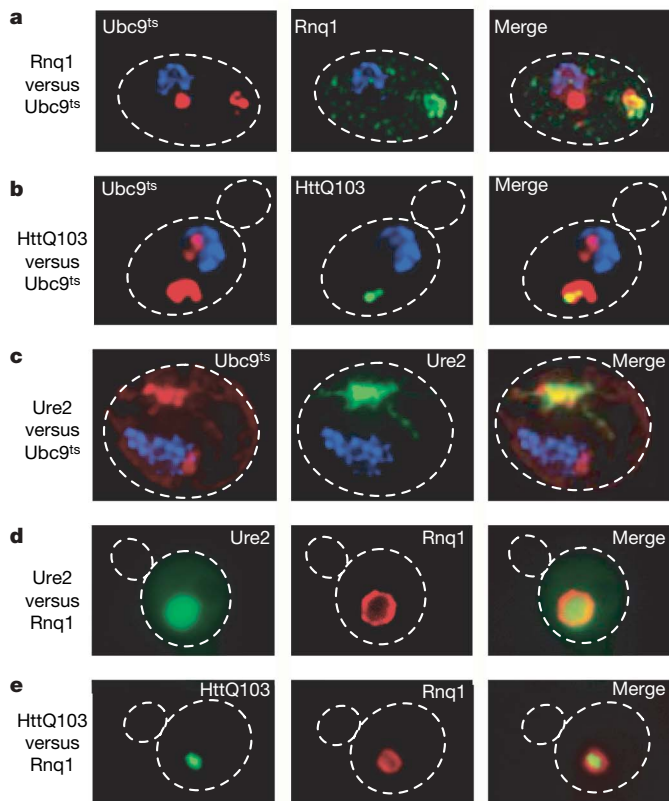 a
Rnq1
versus
Ubc9ᵗˢ
Ubc9ᵗˢ
Rnq1
Merge
b
HttQ103
versus
Ubc9ᵗˢ
Ubc9ᵗˢ
HttQ103
Merge
c
Ure2
versus
Ubc9ᵗˢ
Ubc9ᵗˢ
Ure2
Merge
d
Ure2
versus
Rnq1
Ure2
Rnq1
Merge
e
HttQ103
versus
Rnq1
HttQ103
Rnq1
Merge